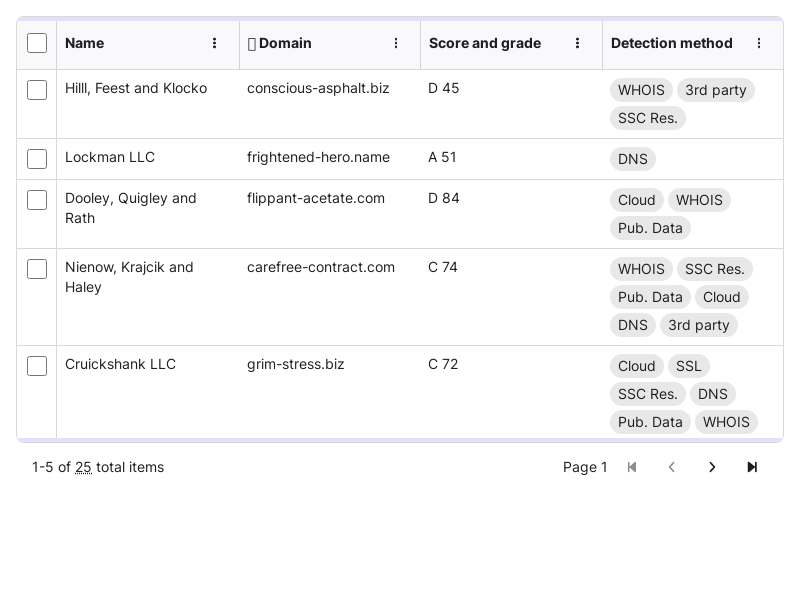 Name Domain Score and grade Detection method
Hilll, Feest and Klocko conscious-asphalt.biz D 45 WHOIS 3rd party
SSC Res.
Lockman LLC frightened-hero.name A 51 DNS
Dooley, Quigley and flippant-acetate.com D 84 Cloud WHOIS
Rath Pub. Data
Nienow, Krajcik and carefree-contract.com C 74 WHOIS SSC Res.
Haley Pub. Data Cloud
DNS 3rd party
Cruickshank LLC grim-stress.biz C 72 Cloud SSL
SSC Res. DNS
Pub. Data WHOIS
1-5 of 25 total items Page 1